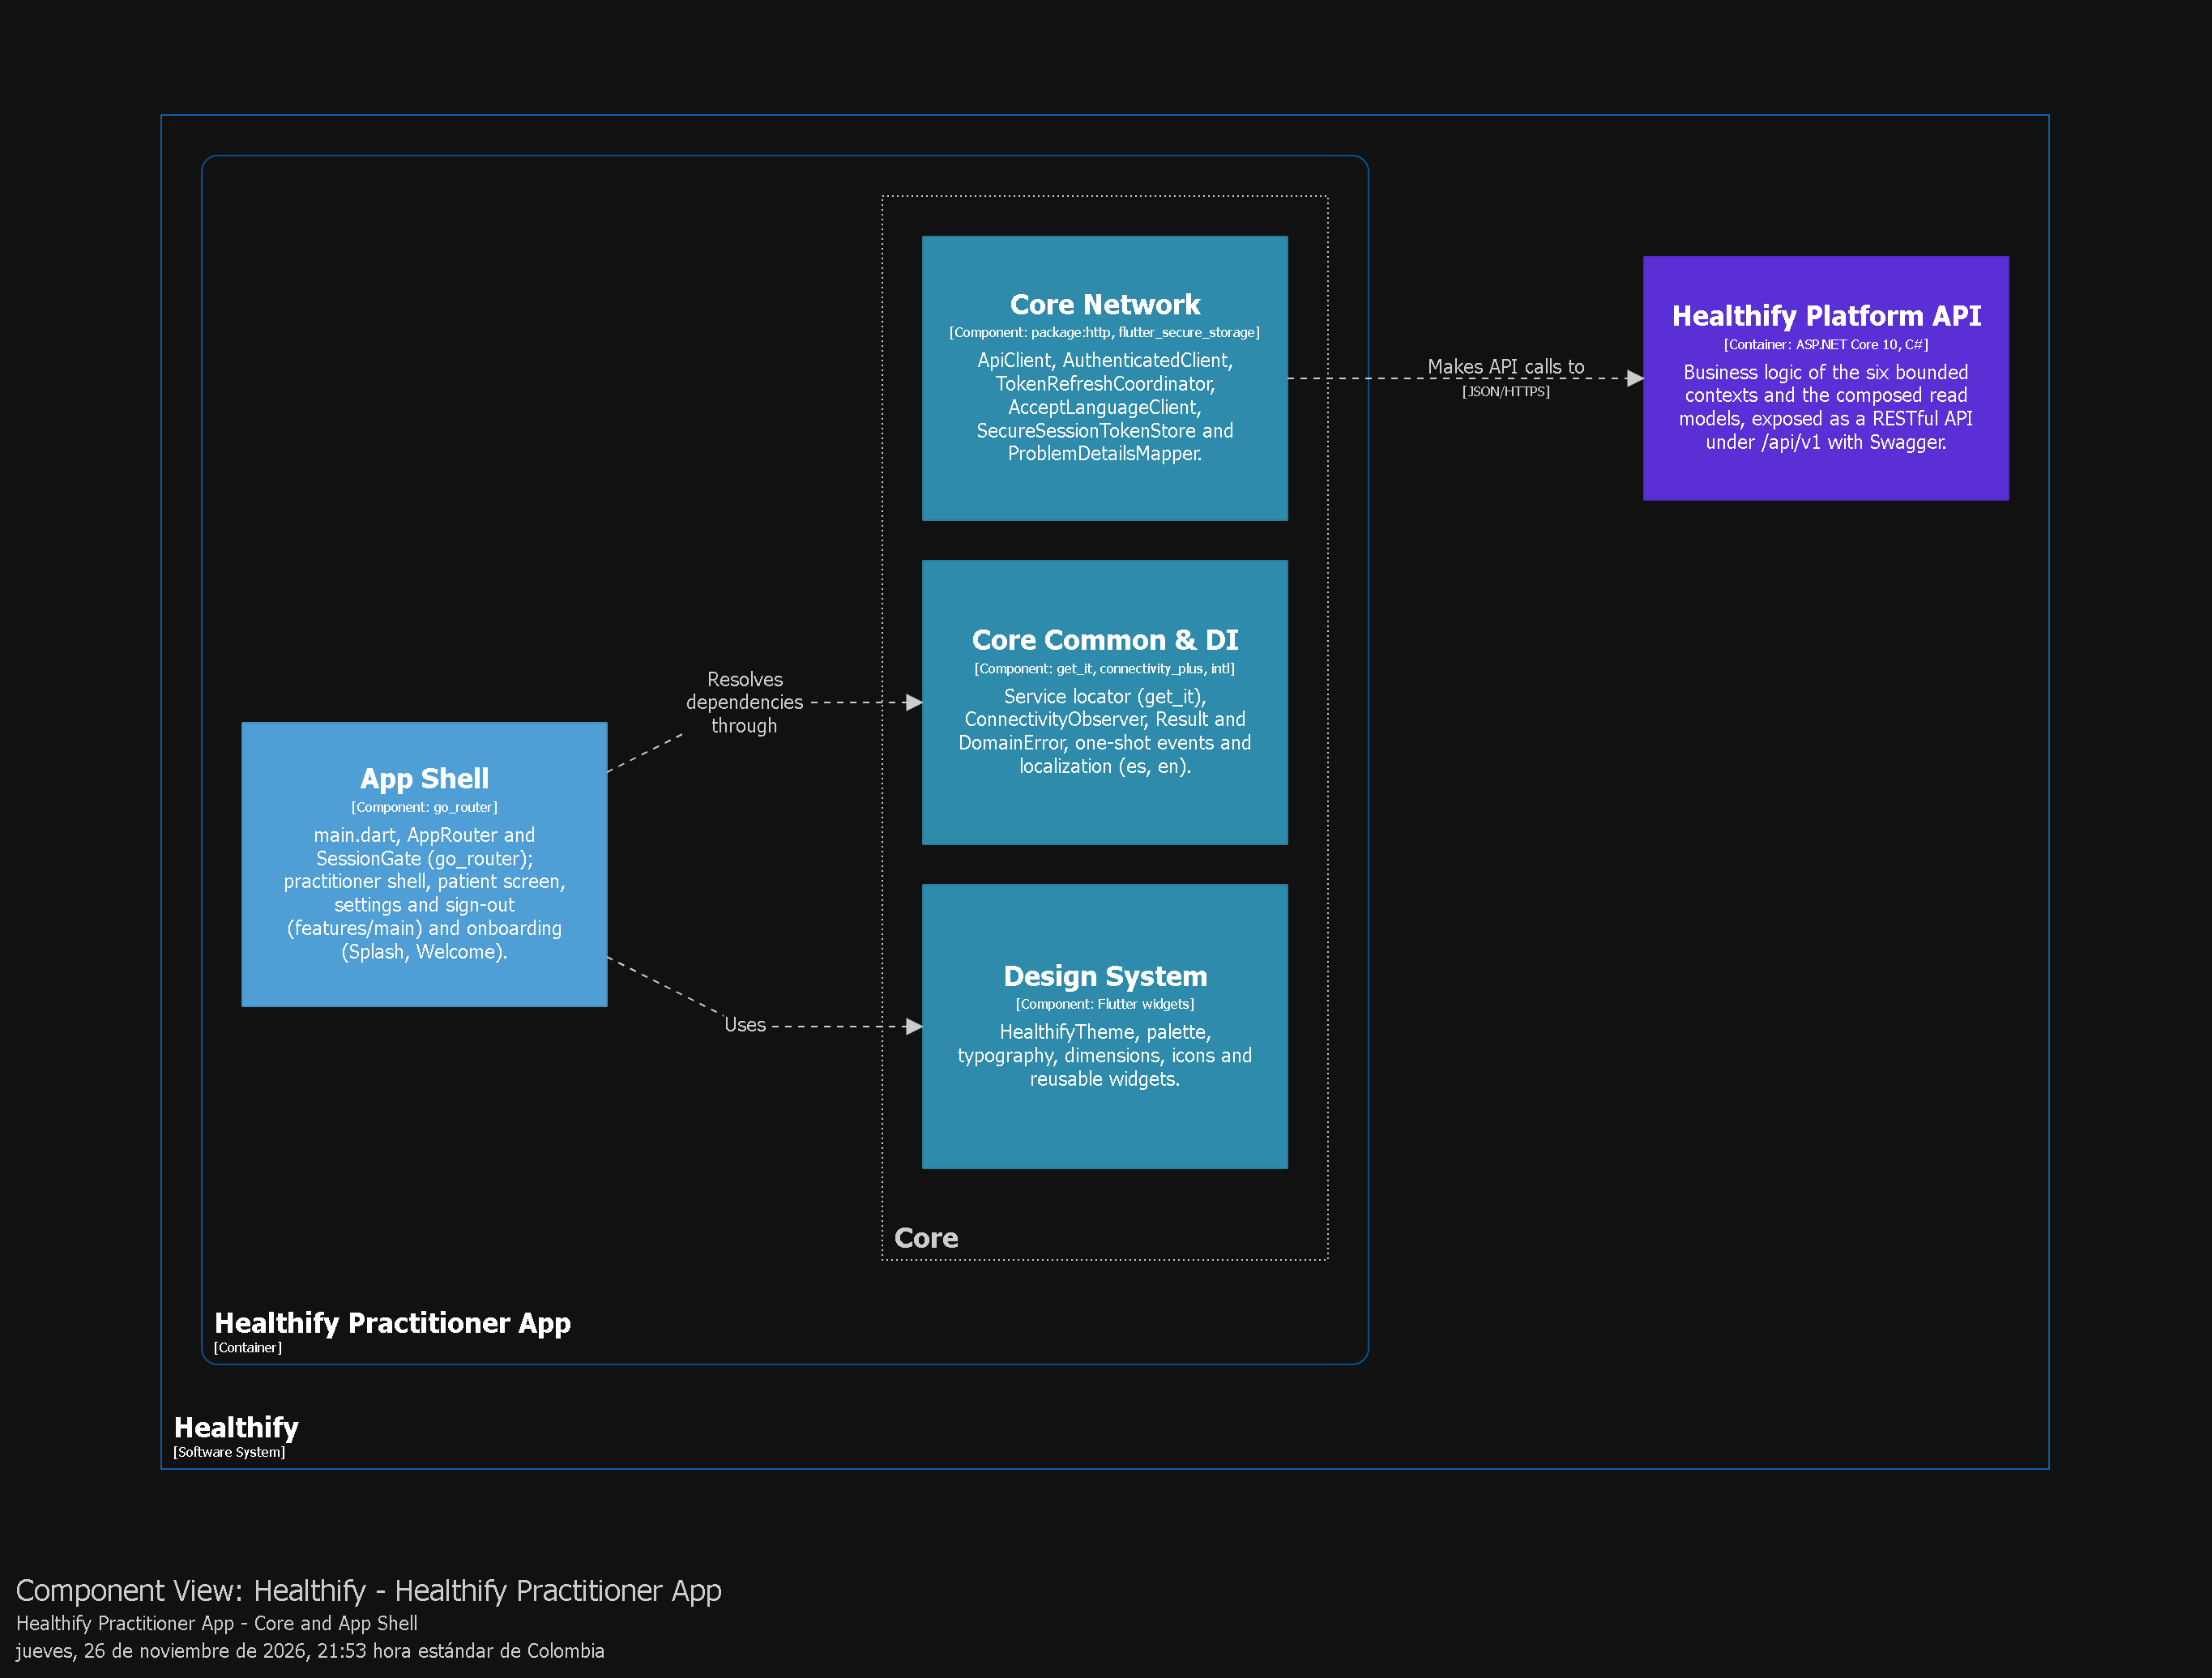 Core Network
[Component: package:http, flutter_secure_storage]
ApiClient, AuthenticatedClient,
TokenRefreshCoordinator,
AcceptLanguageClient,
SecureSessionTokenStore and
ProblemDetailsMapper.
Makes API calls to
[JSON/HTTPS]
Healthify Platform API
[Container: ASP.NET Core 10, C#]
Business logic of the six bounded
contexts and the composed read
models, exposed as a RESTful API
under /api/v1 with Swagger.
Resolves
dependencies
through
Core Common & DI
[Component: get_it, connectivity_plus, intl]
Service locator (get_it),
ConnectivityObserver, Result and
DomainError, one-shot events and
localization (es, en).
App Shell
[Component: go_router]
main.dart, AppRouter and
SessionGate (go_router);
practitioner shell, patient screen,
settings and sign-out
(features/main) and onboarding
(Splash, Welcome).
Uses
Design System
[Component: Flutter widgets]
HealthifyTheme, palette,
typography, dimensions, icons and
reusable widgets.
Core
Healthify Practitioner App
[Container]
Healthify
[Software System]
Component View: Healthify - Healthify Practitioner App
Healthify Practitioner App - Core and App Shell
jueves, 26 de noviembre de 2026, 21:53 hora estándar de Colombia